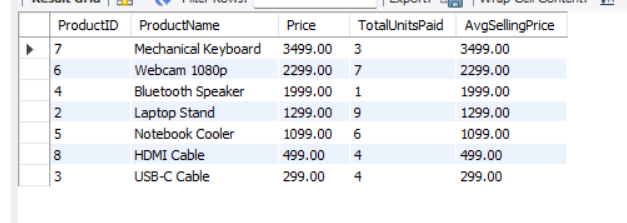 Result Grid Filter Rows: Export: Wrap Cell Content:
ProductID ProductName Price TotalUnitsPaid AvgSellingPrice
7 Mechanical Keyboard 3499.00 3 3499.00
6 Webcam 1080p 2299.00 7 2299.00
4 Bluetooth Speaker 1999.00 1 1999.00
2 Laptop Stand 1299.00 9 1299.00
5 Notebook Cooler 1099.00 6 1099.00
8 HDMI Cable 499.00 4 499.00
3 USB-C Cable 299.00 4 299.00